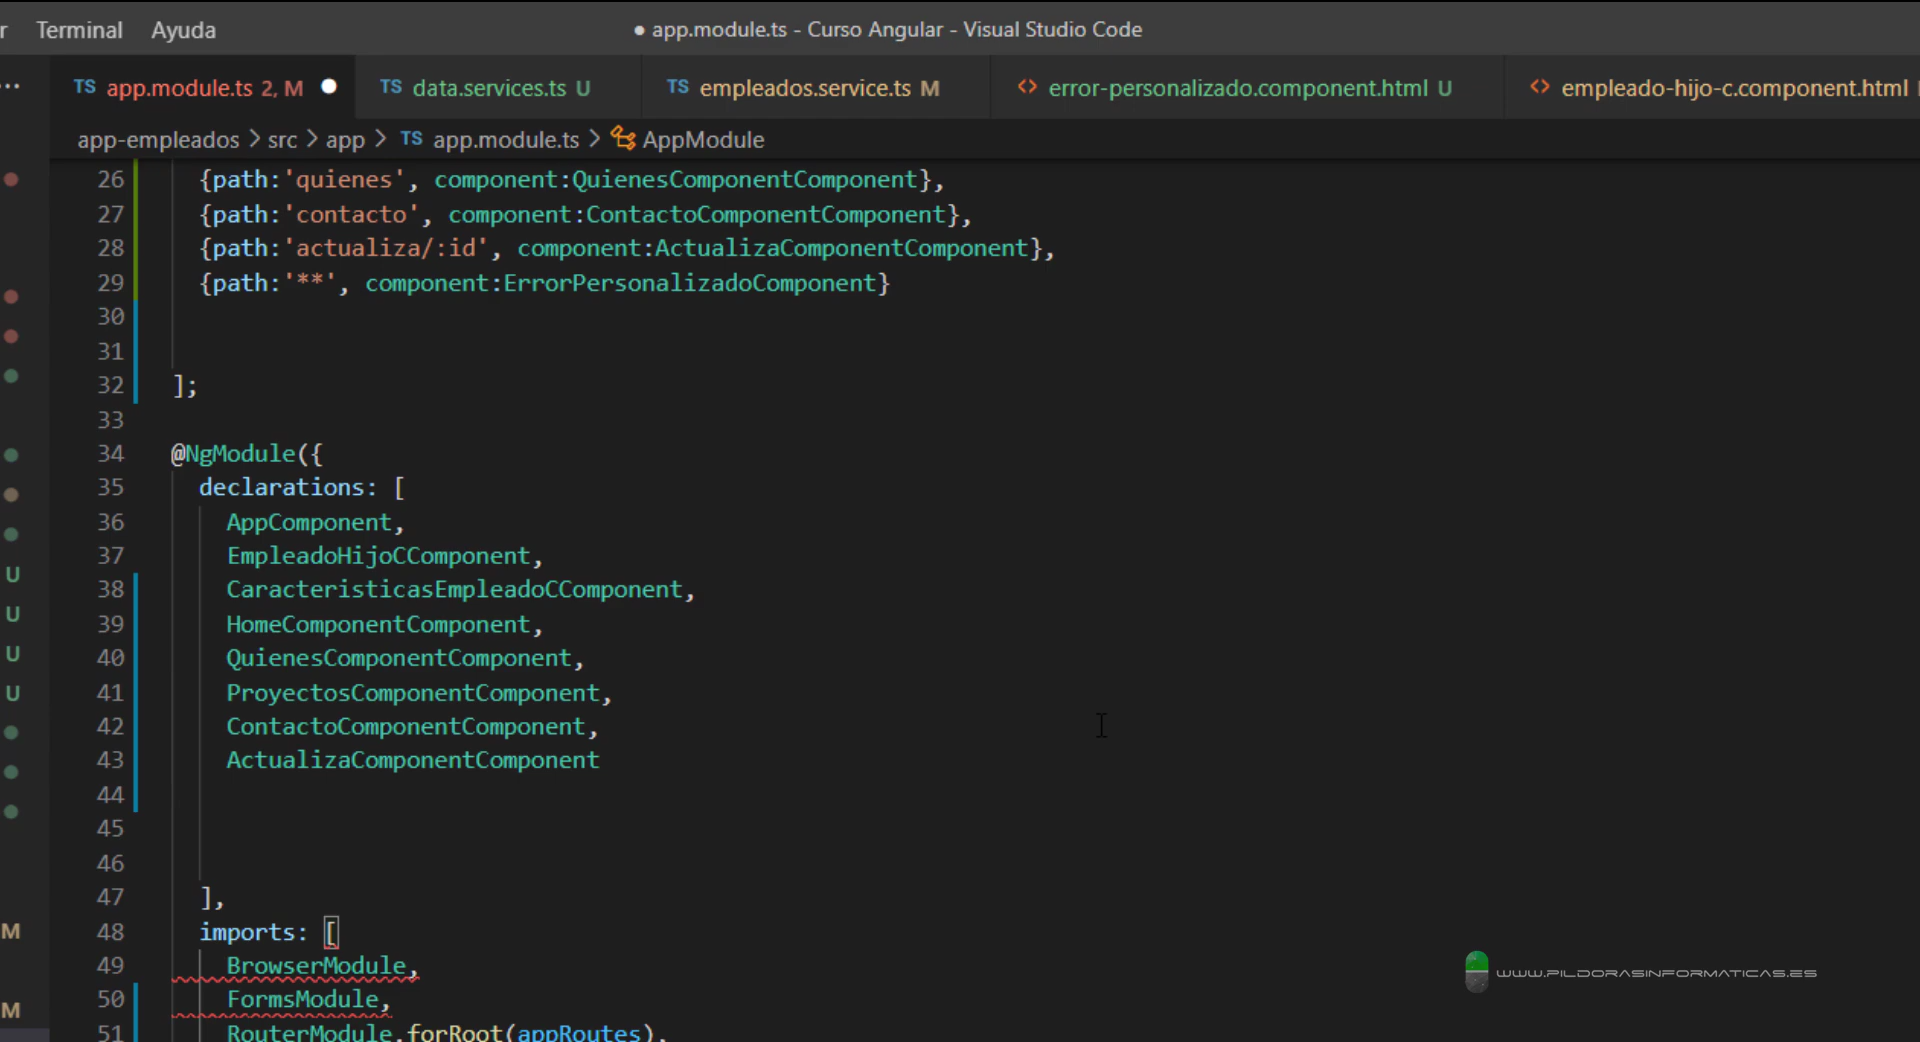 r Terminal Ayuda ● app.module.ts - Curso Angular - Visual Studio Code
··· TS app.module.ts 2, M ● TS data.services.ts U TS empleados.service.ts M <> error-personalizado.component.html U <> empleado-hijo-c.component.html
app-empleados > src > app > TS app.module.ts > AppModule
26 {path:'quienes', component:QuienesComponentComponent},
27 {path:'contacto', component:ContactoComponentComponent},
28 {path:'actualiza/:id', component:ActualizaComponentComponent},
29 {path:'**', component:ErrorPersonalizadoComponent}
30
31
32 ];
33
34 @NgModule({
35 declarations: [
36 AppComponent,
37 EmpleadoHijoCComponent,
38 CaracteristicasEmpleadoCComponent,
U
39 HomeComponentComponent,
U
40 QuienesComponentComponent,
U
41 ProyectosComponentComponent,
U
42 ContactoComponentComponent,
43 ActualizaComponentComponent
44
45
46
47 ],
48 imports: [
M
49 BrowserModule,
WWW.PILDORASINFORMATICAS.ES
50 FormsModule,
M
51 RouterModule.forRoot(appRoutes),